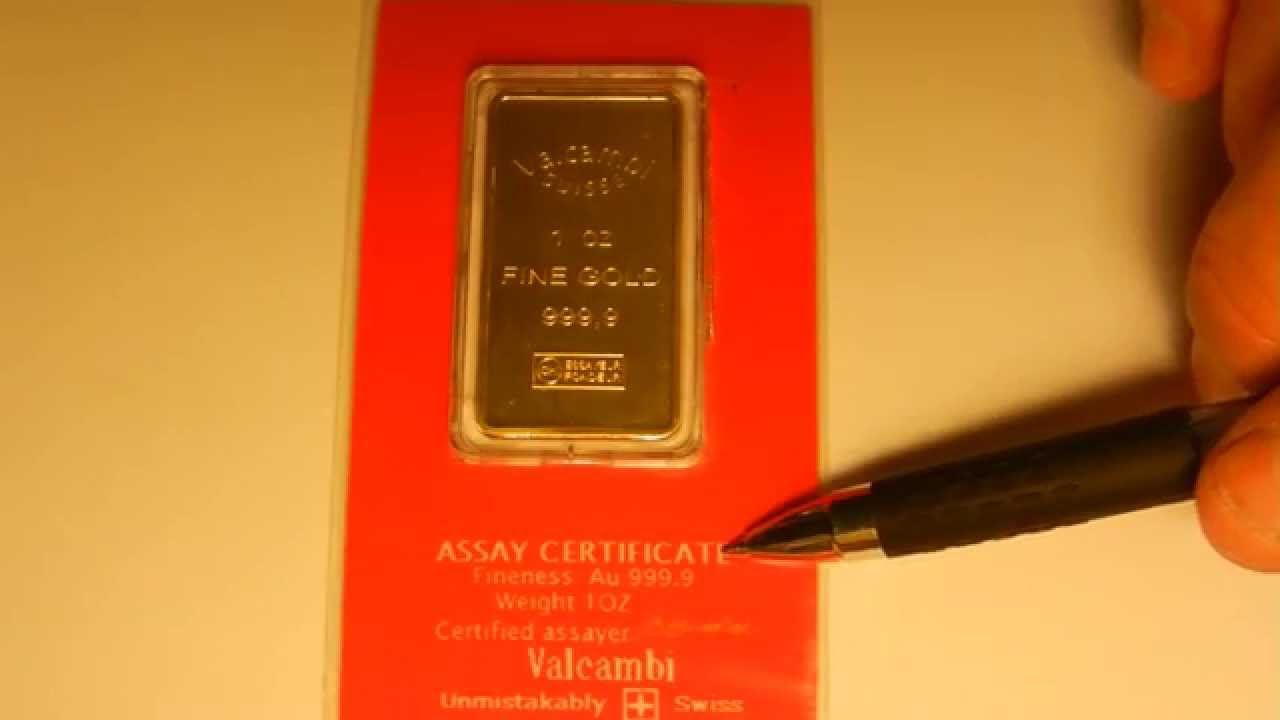 Valcambi
SUISSE
1 OZ
FINE GOLD
999,9
ESSAYEUR
FONDEUR
ASSAY CERTIFICATE
Fineness Au 999.9
Weight 1OZ
Certified assayer
Valcambi
Unmistakably Swiss